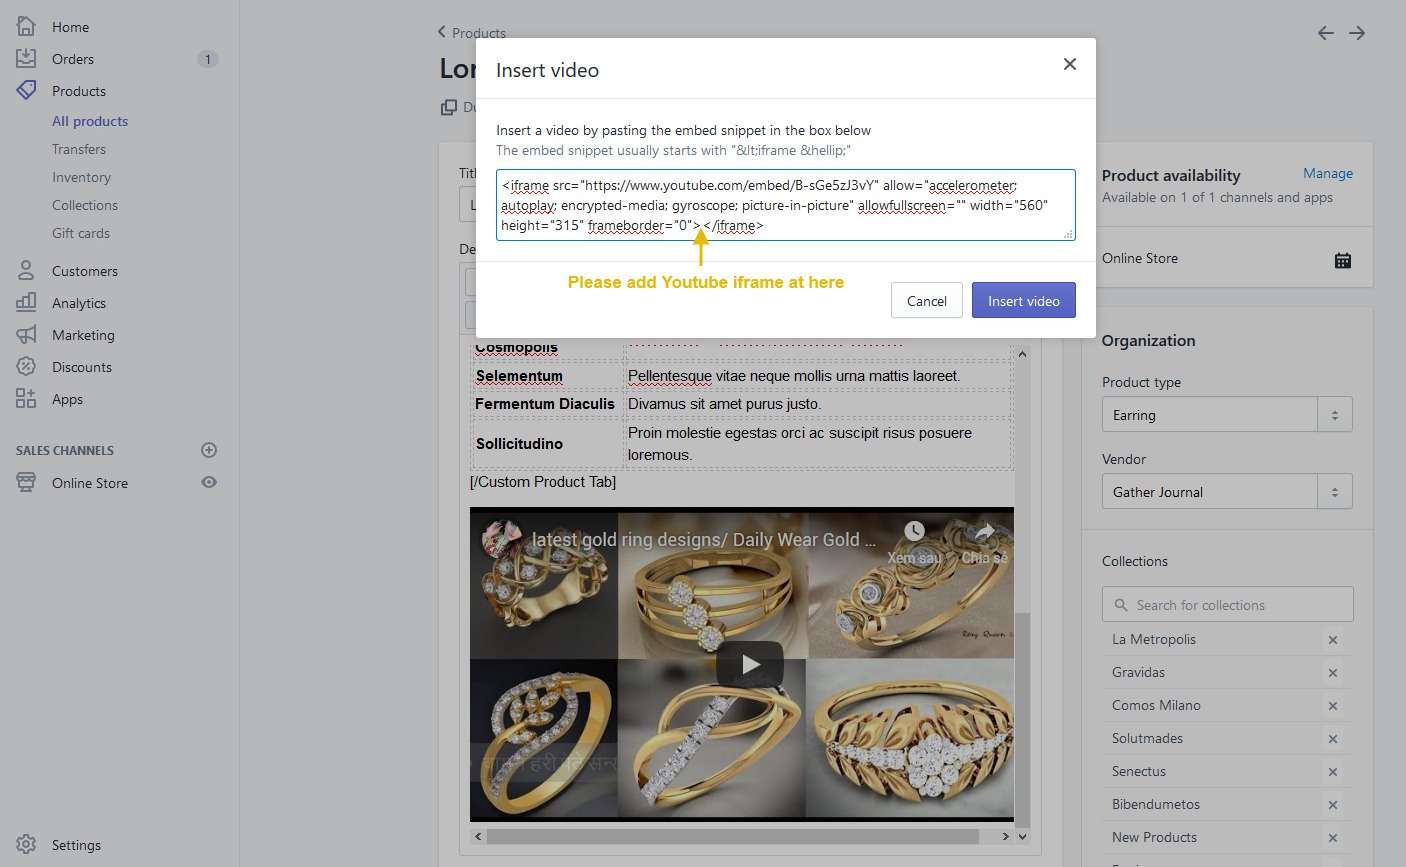 Home
Orders
1
Products
All products
Transfers
Inventory
Collections
Gift cards
Customers
Analytics
Marketing
Discounts
Apps
SALES CHANNELS
Online Store
Settings
Products
Lor
Du
Titl
L
De
Insert video
Insert a video by pasting the embed snippet in the box below
The embed snippet usually starts with "&lt;iframe &hellip;"
<iframe src="https://www.youtube.com/embed/B-sGe5zJ3vY" allow="accelerometer;
autoplay; encrypted-media; gyroscope; picture-in-picture" allowfullscreen="" width="560"
height="315" frameborder="0"></iframe>
Please add Youtube iframe at here
Cancel
Insert video
Cosmopolis
Selementum
Pellentesque vitae neque mollis urna mattis laoreet.
Fermentum Diaculis
Divamus sit amet purus justo.
Sollicitudino
Proin molestie egestas orci ac suscipit risus posuere
loremous.
[/Custom Product Tab]
latest gold ring designs/ Daily Wear Gold ...
Xem sau
Chia sẻ
Rosy Queen
Product availability
Manage
Available on 1 of 1 channels and apps
Online Store
Organization
Product type
Earring
Vendor
Gather Journal
Collections
Search for collections
La Metropolis
Gravidas
Comos Milano
Solutmades
Senectus
Bibendumetos
New Products